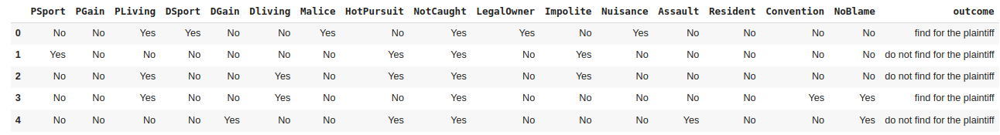 PSport PGain PLiving DSport DGain Dliving Malice HotPursuit NotCaught LegalOwner Impolite Nuisance Assault Resident Convention NoBlame outcome
0 No No Yes Yes No No Yes No Yes Yes No Yes No No No No find for the plaintiff
1 Yes No No No No No No Yes Yes No Yes No No No No No do not find for the plaintiff
2 No No Yes No No Yes No Yes Yes No Yes No No No No No do not find for the plaintiff
3 No No Yes No No Yes No No Yes No No No No No Yes Yes find for the plaintiff
4 No No No No Yes No No Yes Yes No No No Yes No No Yes do not find for the plaintiff